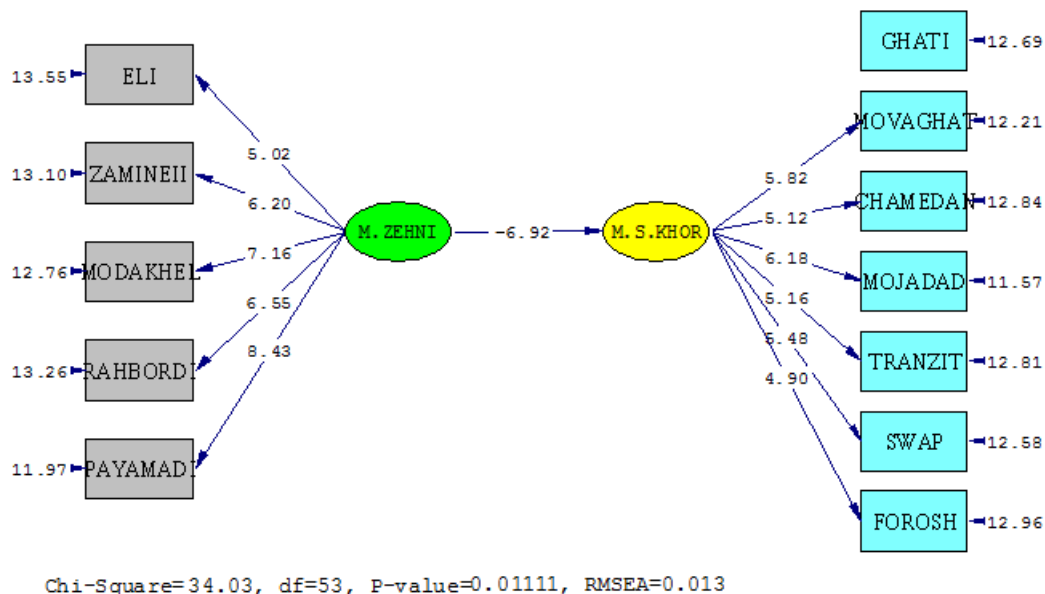 GHATI 12.69
13.55 ELI
MOVAGHAT 12.21
5.02
13.10 ZAMINEII
5.82
CHAMEDAN 12.84
6.20
5.12
M.ZEHNI -6.92 M.S.KHOR
7.16
6.18
12.76 MODAKHEL
MOJADAD 11.57
6.55
5.16
5.48
8.43
4.90
TRANZIT 12.81
13.26 RAHBORDI
SWAP 12.58
11.97 PAYAMADI
FOROSH 12.96
Chi-Square=34.03, df=53, P-value=0.01111, RMSEA=0.013